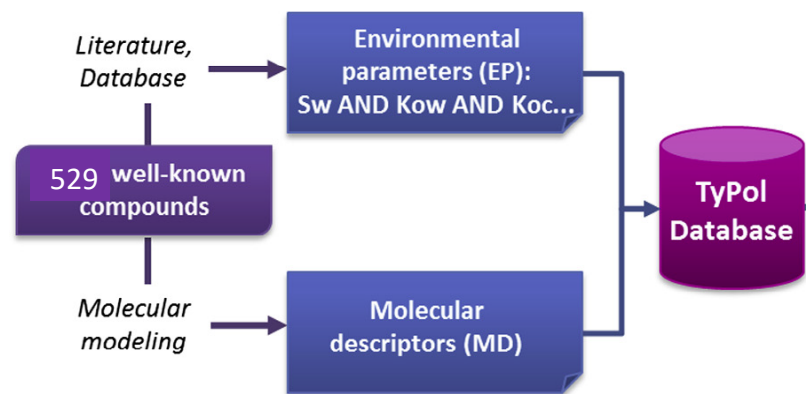 Literature,
Database
Environmental
parameters (EP):
Sw AND Kow AND Koc...
529 well-known
compounds
TyPol
Database
Molecular
modeling
Molecular
descriptors (MD)